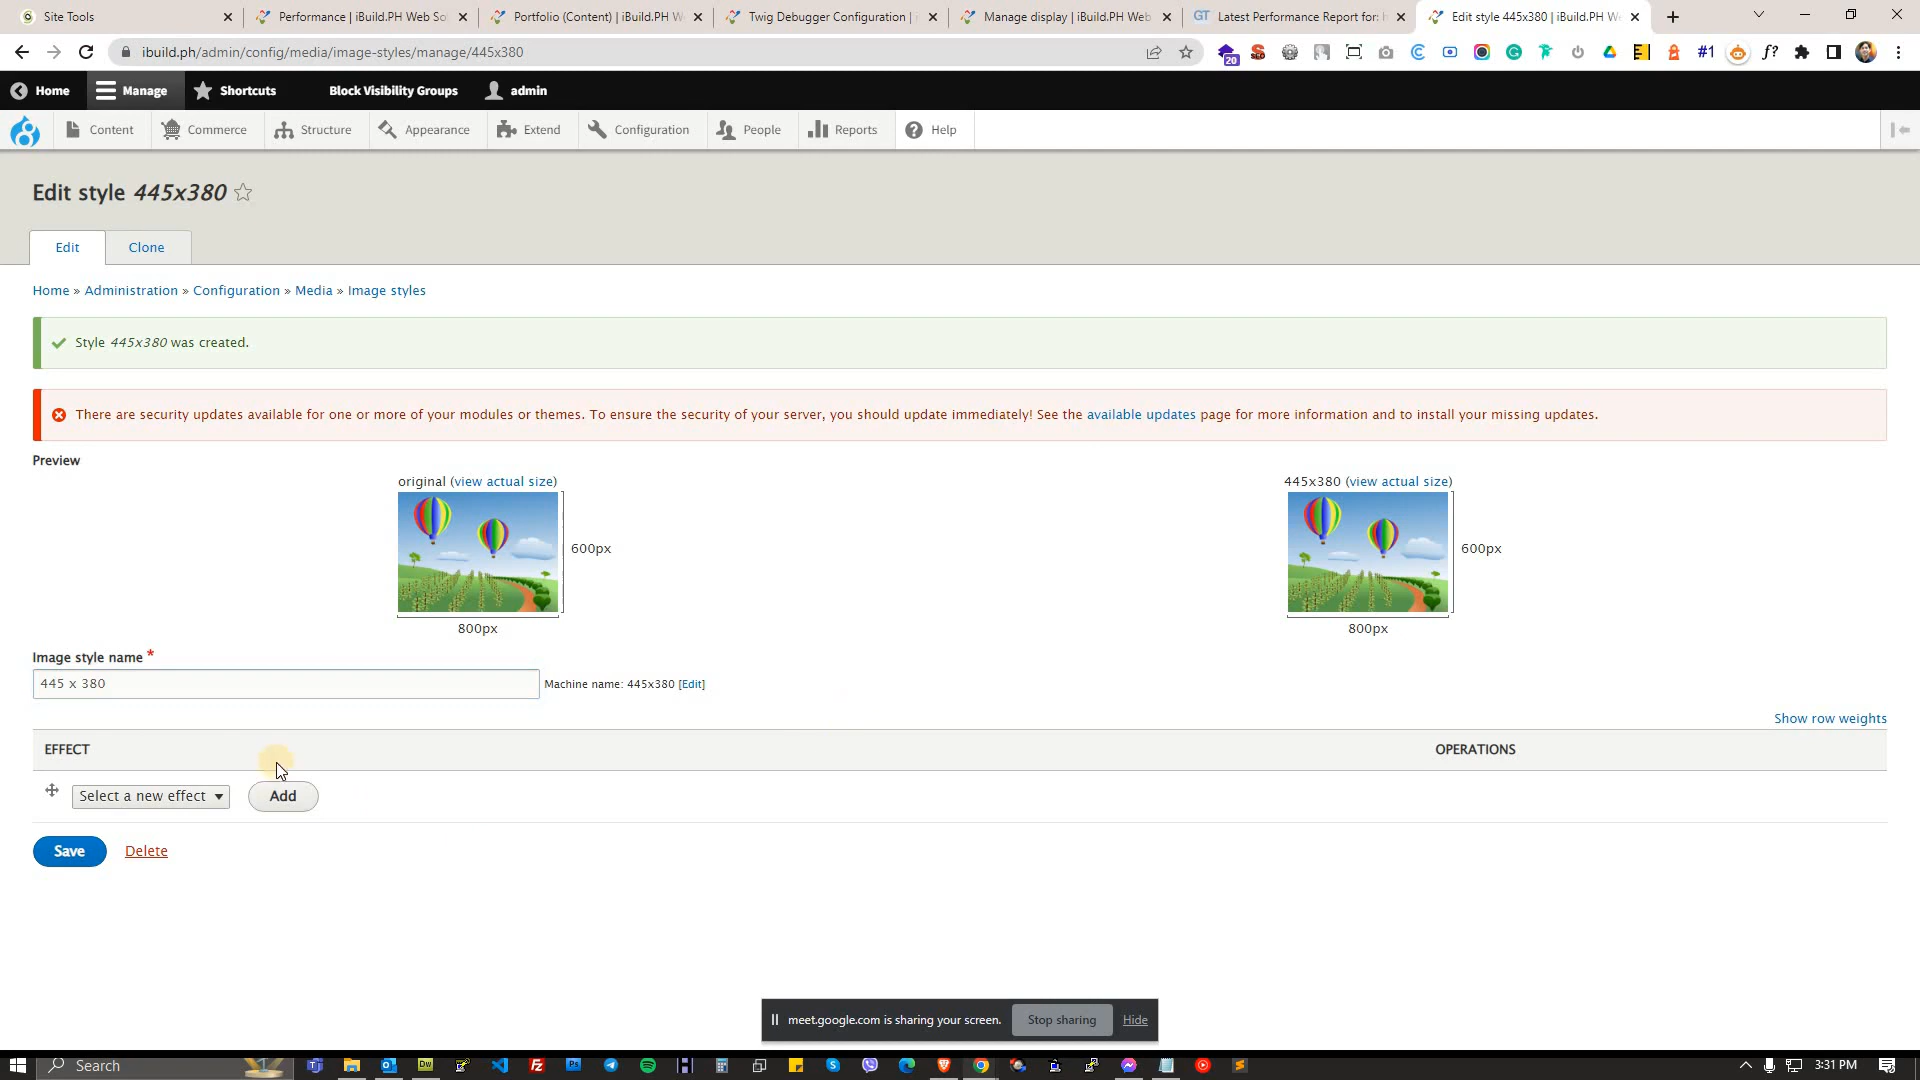 Site Tools
Performance | iBuild.PH Web So
Portfolio (Content) | iBuild.PH W
Twig Debugger Configuration |
Manage display | iBuild.PH Web
GT Latest Performance Report for: h
Edit style 445x380 | iBuild.PH W
ibuild.ph/admin/config/media/image-styles/manage/445x380
20
#1
f?
Home
Manage
Shortcuts
Block Visibility Groups
admin
Content
Commerce
Structure
Appearance
Extend
Configuration
People
Reports
Help
Edit style 445x380
Edit
Clone
Home » Administration » Configuration » Media » Image styles
Style 445x380 was created.
There are security updates available for one or more of your modules or themes. To ensure the security of your server, you should update immediately! See the available updates page for more information and to install your missing updates.
Preview
original (view actual size)
600px
800px
445x380 (view actual size)
600px
800px
Image style name *
445 x 380
Machine name: 445x380 [Edit]
Show row weights
EFFECT
OPERATIONS
Select a new effect
Add
Save
Delete
meet.google.com is sharing your screen.
Stop sharing
Hide
Search
3:31 PM